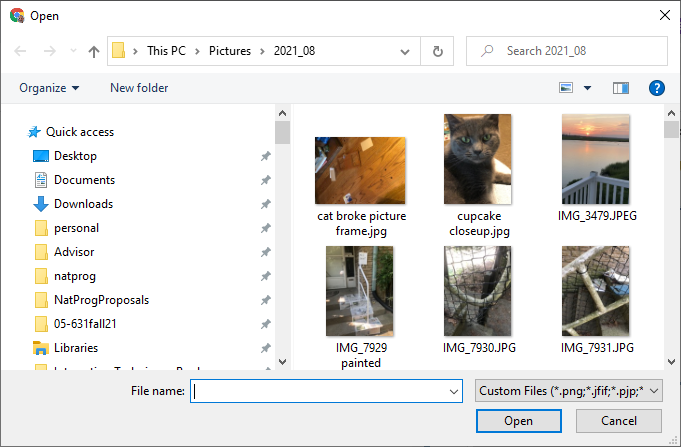 Open
This PC > Pictures > 2021_08
Search 2021_08
Organize
New folder
Quick access
Desktop
Documents
Downloads
personal
Advisor
natprog
NatProgProposals
05-631fall21
Libraries
cat broke picture
frame.jpg
cupcake
closeup.jpg
IMG_3479.JPEG
IMG_7929
painted
IMG_7930.JPG
IMG_7931.JPG
File name:
Custom Files (*.png;*.jfif;*.pjp;*
Open
Cancel